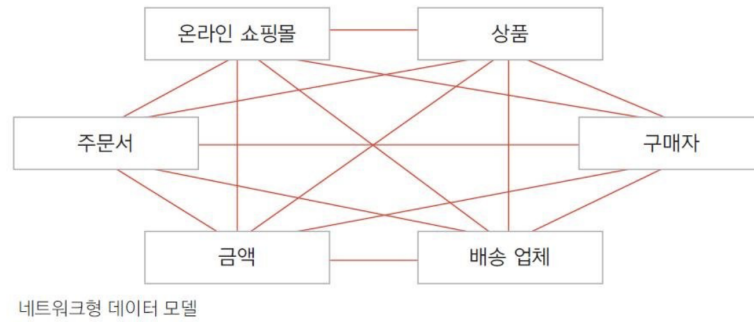 온라인 쇼핑몰
상품
주문서
구매자
금액
배송 업체
네트워크형 데이터 모델